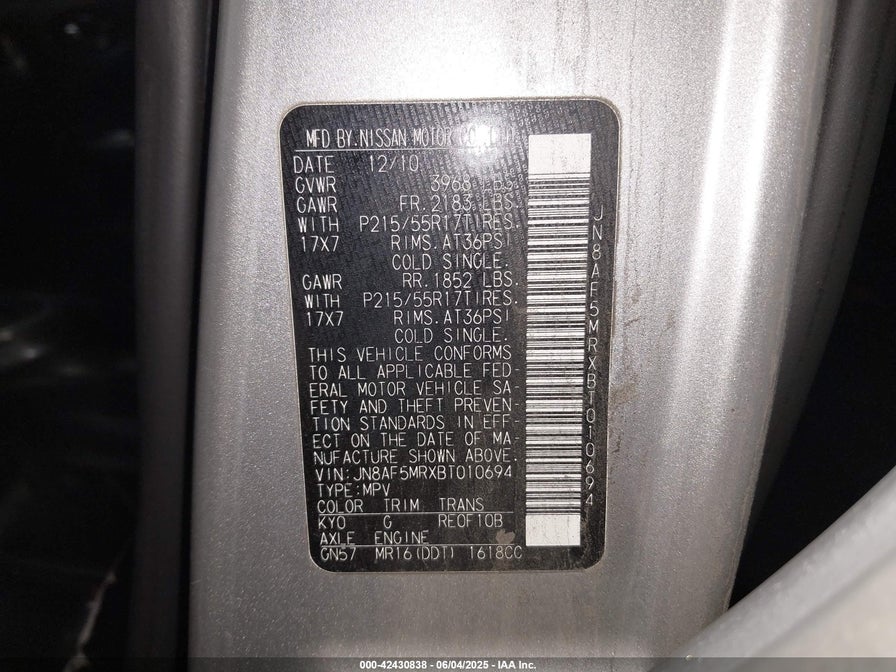 MFD BY.NISSAN MOTOR
DATE 12/10
GVWR 3968 LBS.
GAWR FR. 2183 LBS.
WITH P215/55R17TIRES.
17X7 RIMS.AT36PSI
COLD SINGLE.
GAWR RR. 1852 LBS.
WITH P215/55R17TIRES.
17X7 RIMS.AT36PSI
COLD SINGLE.
THIS VEHICLE CONFORMS
TO ALL APPLICABLE FED-
ERAL MOTOR VEHICLE SA-
FETY AND THEFT PREVEN-
TION STANDARDS IN EFF-
ECT ON THE DATE OF MA-
NUFACTURE SHOWN ABOVE.
VIN: JN8AF5MRXBT010694
TYPE:MPV
COLOR TRIM TRANS
KYO G RE0F10B
AXLE ENGINE
GN57 MR16(DDT) 1618CC
JN8AF5MRXBT010694
000-42430838 - 06/04/2025 - IAA Inc.